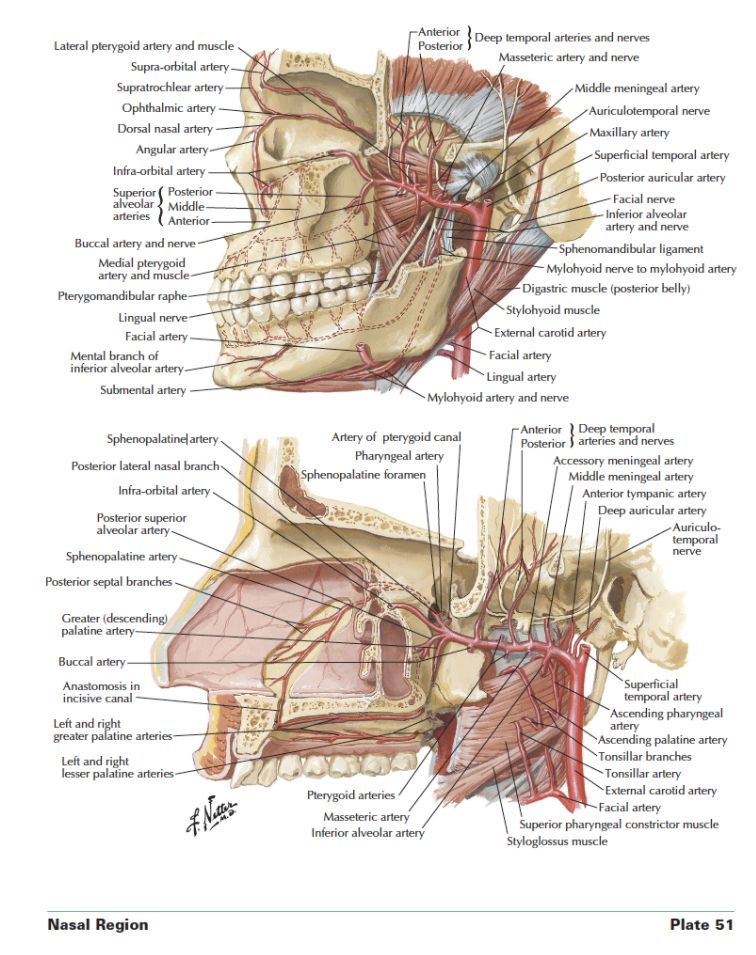 Anterior
Posterior
Deep temporal arteries and nerves
Lateral pterygoid artery and muscle
Masseteric artery and nerve
Supra-orbital artery
Supratrochlear artery
Middle meningeal artery
Ophthalmic artery
Auriculotemporal nerve
Dorsal nasal artery
Maxillary artery
Angular artery
Superficial temporal artery
Infra-orbital artery
Posterior auricular artery
Superior
alveolar
arteries
Posterior
Middle
Anterior
Facial nerve
Inferior alveolar
artery and nerve
Buccal artery and nerve
Sphenomandibular ligament
Medial pterygoid
artery and muscle
Mylohyoid nerve to mylohyoid artery
Pterygomandibular raphe
Digastric muscle (posterior belly)
Lingual nerve
Stylohyoid muscle
Facial artery
External carotid artery
Mental branch of
inferior alveolar artery
Facial artery
Lingual artery
Submental artery
Mylohyoid artery and nerve
Sphenopalatine artery
Artery of pterygoid canal
Anterior
Posterior
Deep temporal
arteries and nerves
Pharyngeal artery
Posterior lateral nasal branch
Sphenopalatine foramen
Accessory meningeal artery
Middle meningeal artery
Infra-orbital artery
Anterior tympanic artery
Deep auricular artery
Posterior superior
alveolar artery
Auriculo-
temporal
nerve
Sphenopalatine artery
Posterior septal branches
Greater (descending)
palatine artery
Buccal artery
Anastomosis in
incisive canal
Superficial
temporal artery
Left and right
greater palatine arteries
Ascending pharyngeal
artery
Ascending palatine artery
Left and right
lesser palatine arteries
Tonsillar branches
Tonsillar artery
Pterygoid arteries
External carotid artery
Masseteric artery
Facial artery
Inferior alveolar artery
Superior pharyngeal constrictor muscle
Styloglossus muscle
F. Netter
M.D.
Nasal Region
Plate 51